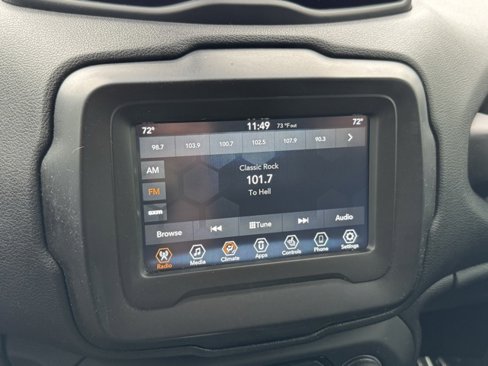 72° 11:49 73 °F out 72°
98.7 103.9 100.7 102.5 107.9 90.3
Classic Rock
AM
101.7
FM
To Hell
SXM
Browse Tune Audio
Radio Media Climate Apps Controls Phone Settings